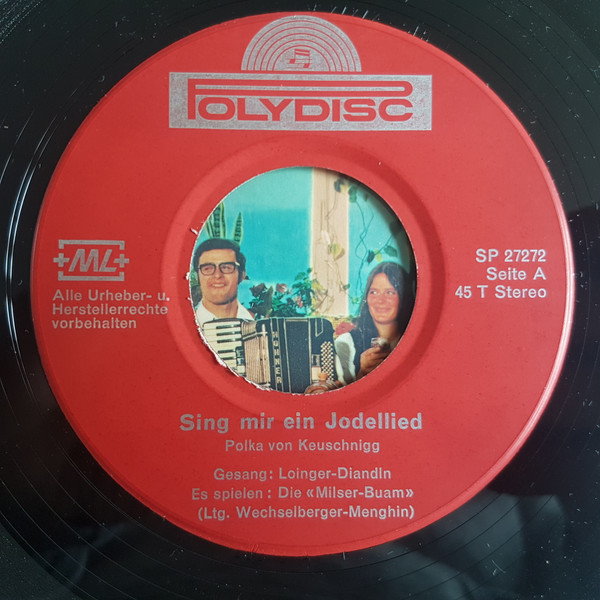 POLYDISC
+ML+
Alle Urheber- u.
Herstellerrechte
vorbehalten
SP 27272
Seite A
45 T Stereo
HOHNER
Sing mir ein Jodellied
Polka von Keuschnigg
Gesang: Loinger-Diandln
Es spielen: Die «Milser-Buam»
(Ltg. Wechselberger-Menghin)